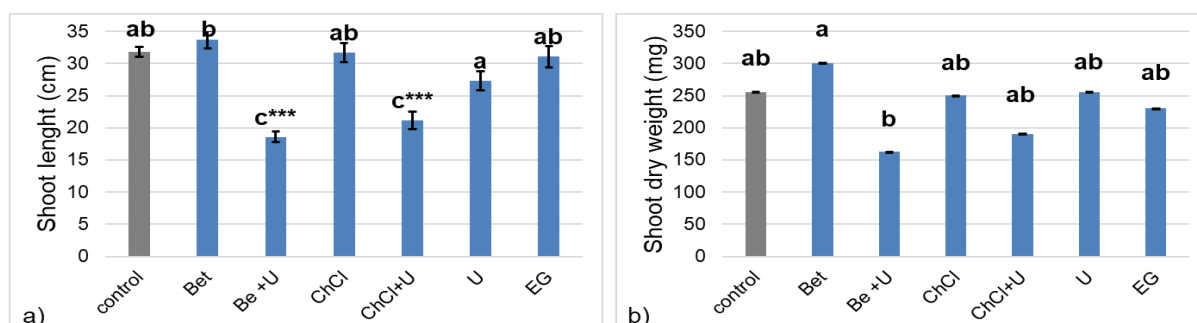 Shoot lenght (cm)
35
30
25
20
15
10
5
0
ab
b
c***
ab
c***
a
ab
control
Bet
Be +U
ChCl
ChCl+U
U
EG
a)
Shoot dry weight (mg)
350
300
250
200
150
100
50
0
ab
a
b
ab
ab
ab
ab
control
Bet
Be +U
ChCl
ChCl+U
U
EG
b)